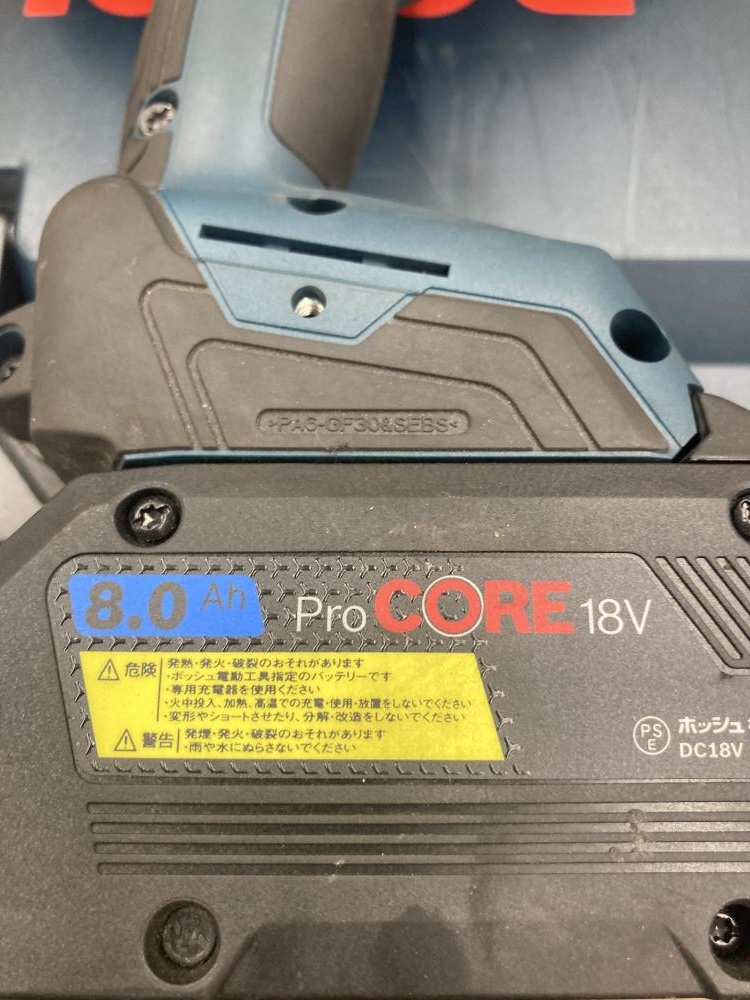 >PA6-GF30&SEBS<
8.0 Ah
ProCORE18V
⚠危険
発熱・発火・破裂のおそれがあります
・ボッシュ電動工具指定のバッテリーです
・専用充電器を使用ください
・火中投入、加熱、高温での充電・使用・放置をしないでください
・変形やショートさせたり、分解・改造をしないでください
⚠警告
発煙・発火・破裂のおそれがあります
・雨や水にぬらさないでください
PS
E
ボッシュ
DC18V